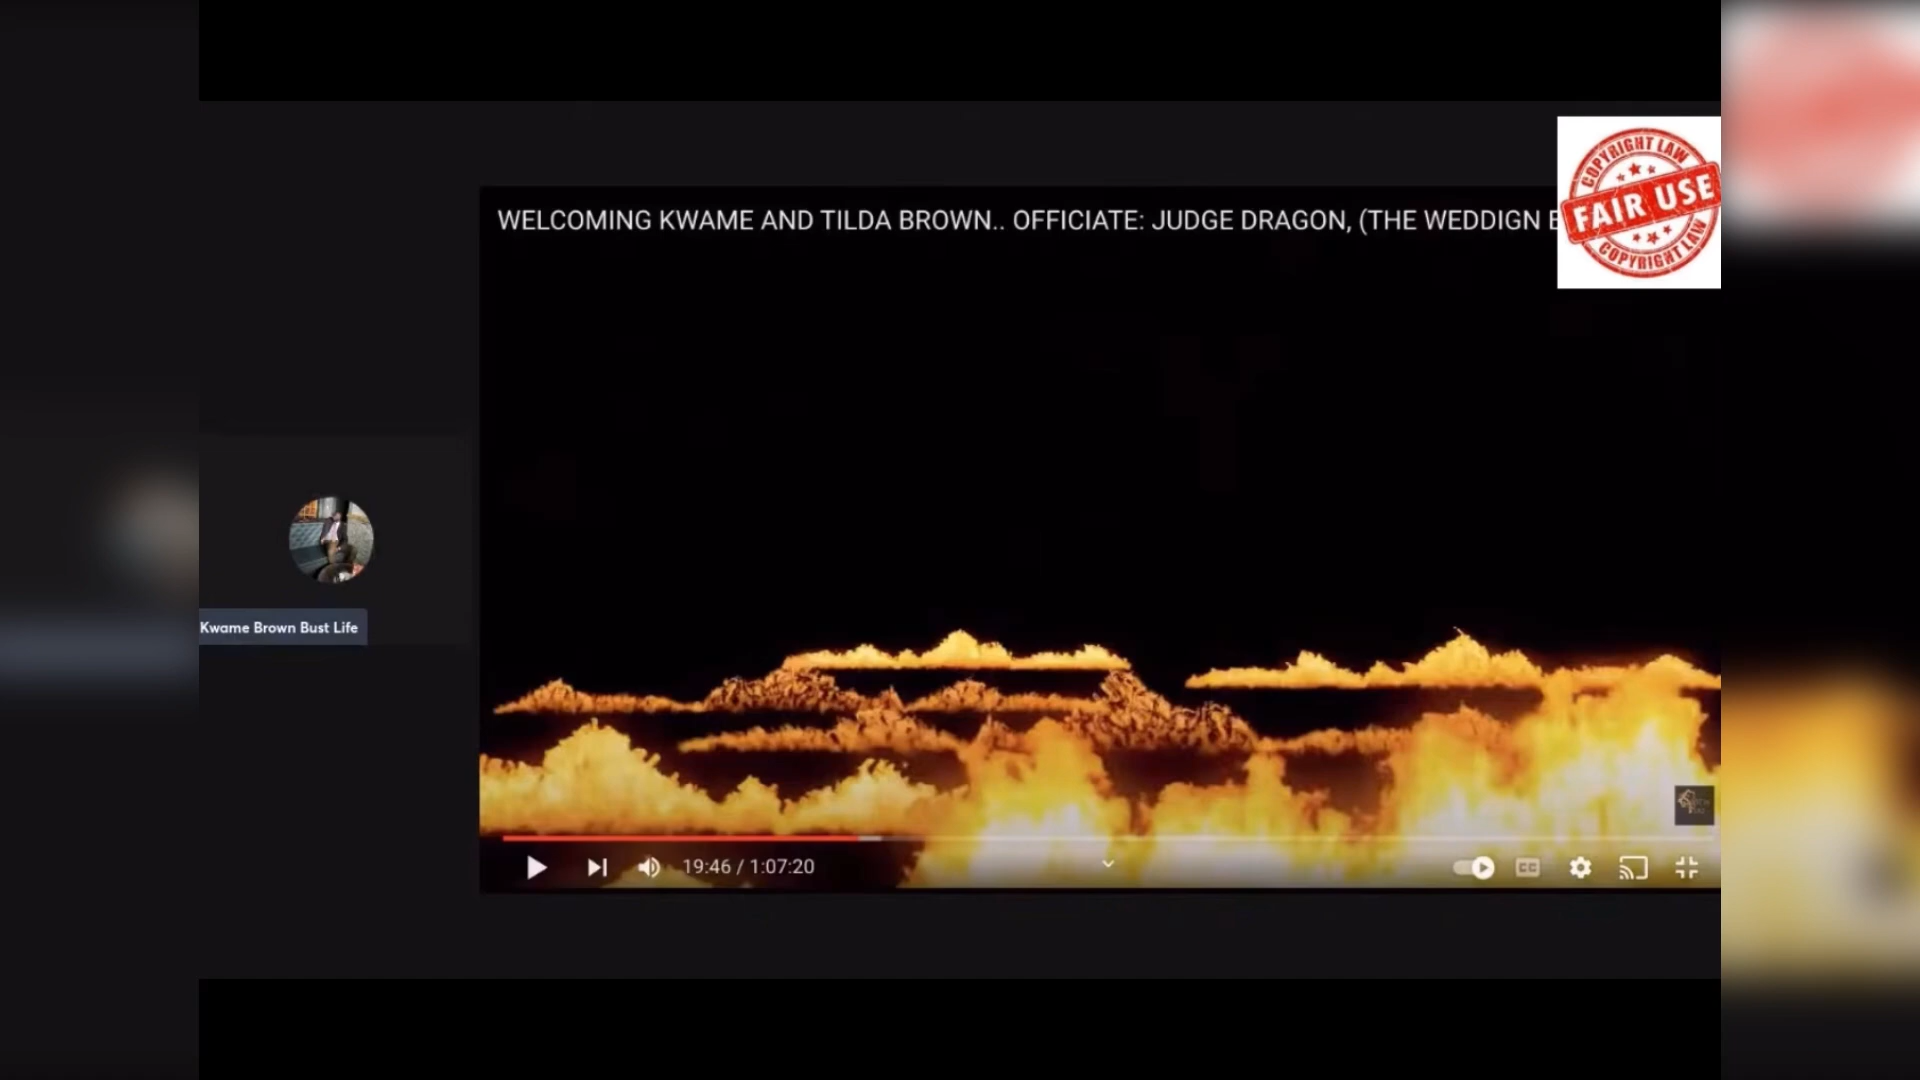 WELCOMING KWAME AND TILDA BROWN.. OFFICIATE: JUDGE DRAGON, (THE WEDDIGN
COPYRIGHT LAW
FAIR USE
COPYRIGHT LAW
Kwame Brown Bust Life
19:46 / 1:07:20
CC